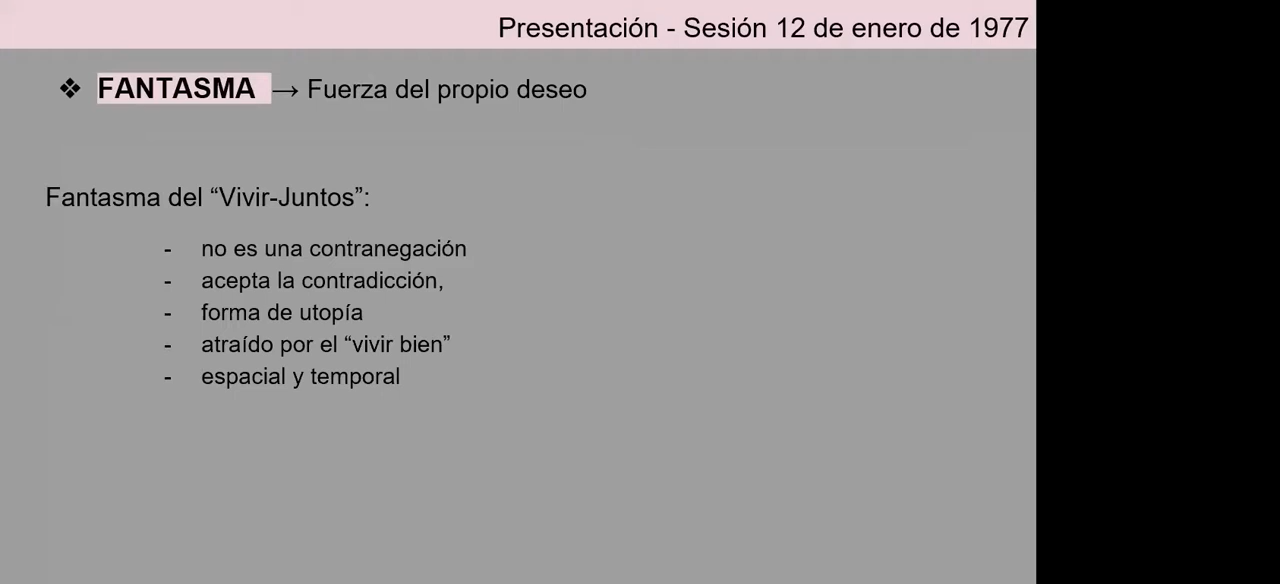 Presentación - Sesión 12 de enero de 1977
❖ FANTASMA → Fuerza del propio deseo
Fantasma del “Vivir-Juntos”:
- no es una contranegación
- acepta la contradicción,
- forma de utopía
- atraído por el “vivir bien”
- espacial y temporal